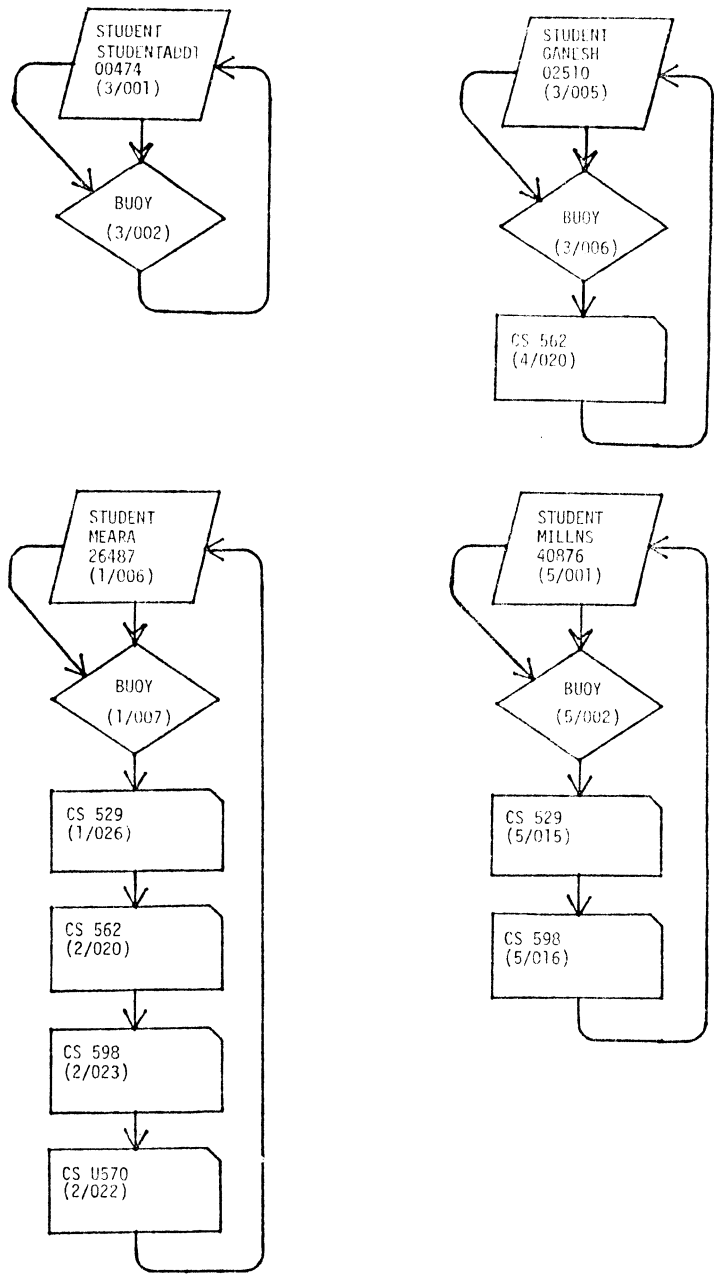 STUDENT
STUDENTADD1
00474
(3/001)
BUOY
(3/002)
STUDENT
GANESH
02510
(3/005)
BUOY
(3/006)
CS 562
(4/020)
STUDENT
MEARA
26487
(1/006)
BUOY
(1/007)
CS 529
(1/026)
CS 562
(2/020)
CS 598
(2/023)
CS U570
(2/022)
STUDENT
MILLNS
40876
(5/001)
BUOY
(5/002)
CS 529
(5/015)
CS 598
(5/016)